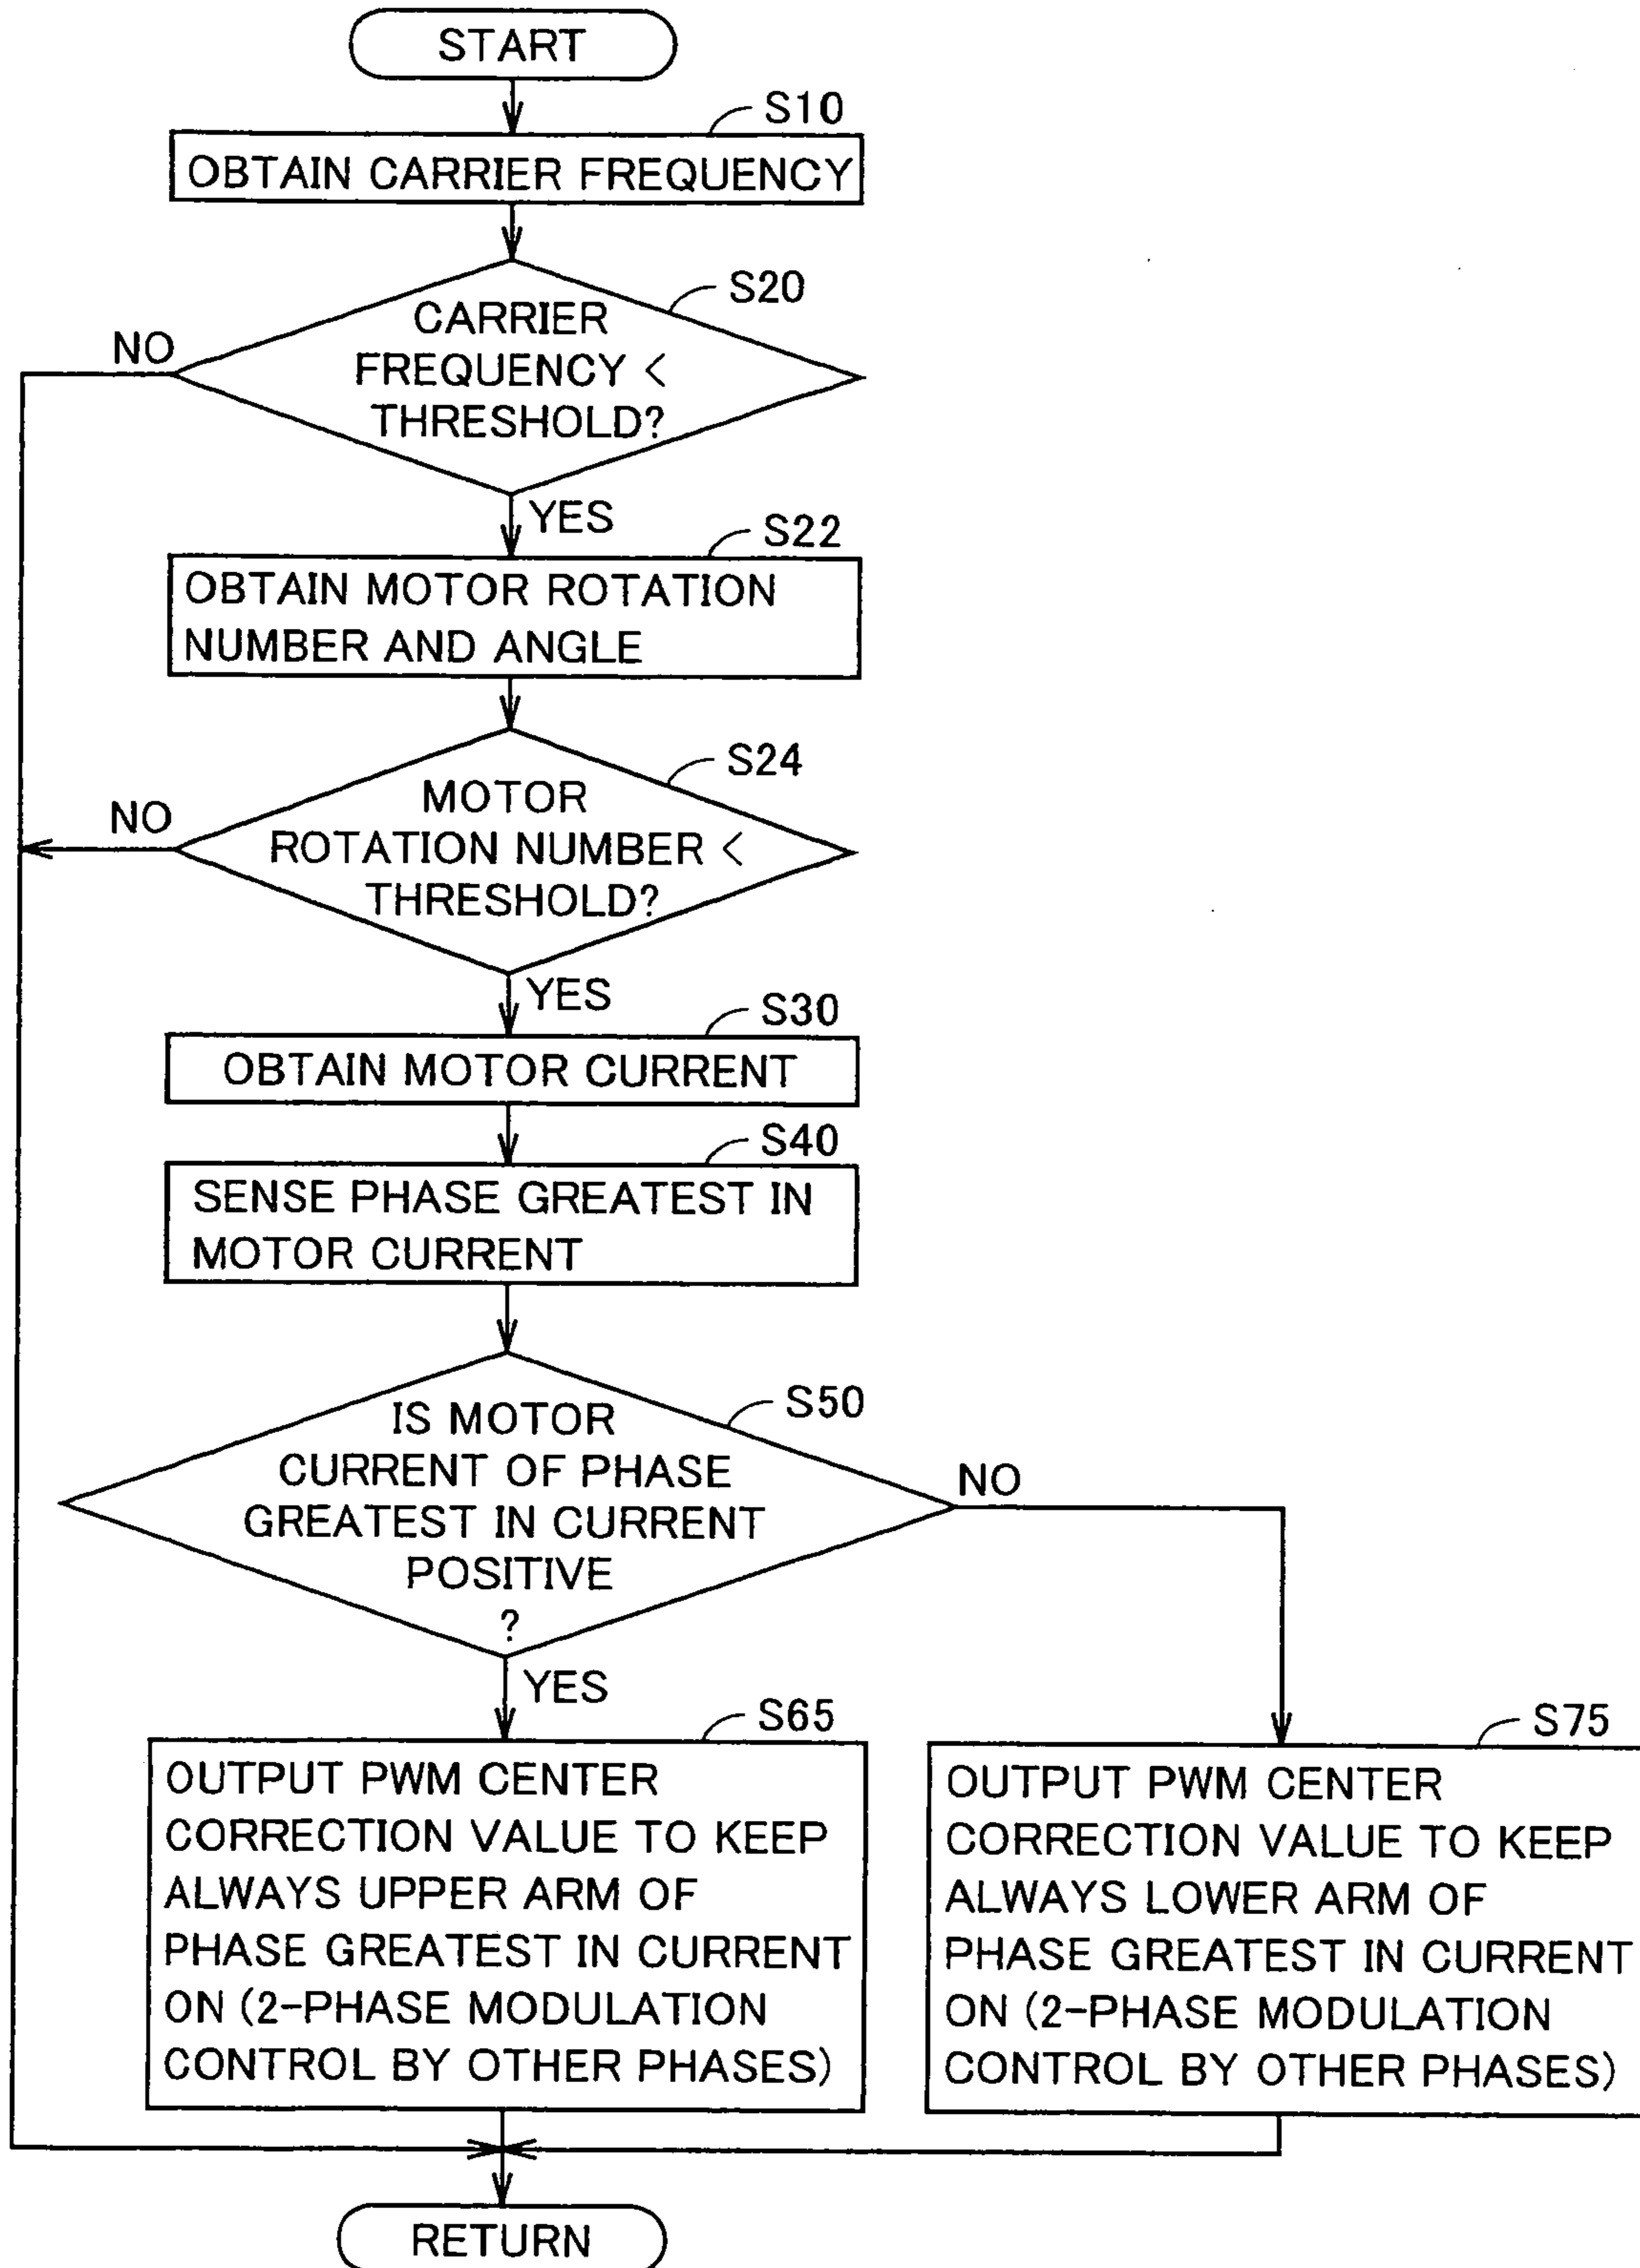 START
S10
OBTAIN CARRIER FREQUENCY
S20
CARRIER
FREQUENCY <
THRESHOLD?
NO
YES
S22
OBTAIN MOTOR ROTATION
NUMBER AND ANGLE
S24
MOTOR
ROTATION NUMBER <
THRESHOLD?
NO
YES
S30
OBTAIN MOTOR CURRENT
S40
SENSE PHASE GREATEST IN
MOTOR CURRENT
S50
IS MOTOR
CURRENT OF PHASE
GREATEST IN CURRENT
POSITIVE
?
NO
YES
S65
OUTPUT PWM CENTER
CORRECTION VALUE TO KEEP
ALWAYS UPPER ARM OF
PHASE GREATEST IN CURRENT
ON (2-PHASE MODULATION
CONTROL BY OTHER PHASES)
S75
OUTPUT PWM CENTER
CORRECTION VALUE TO KEEP
ALWAYS LOWER ARM OF
PHASE GREATEST IN CURRENT
ON (2-PHASE MODULATION
CONTROL BY OTHER PHASES)
RETURN